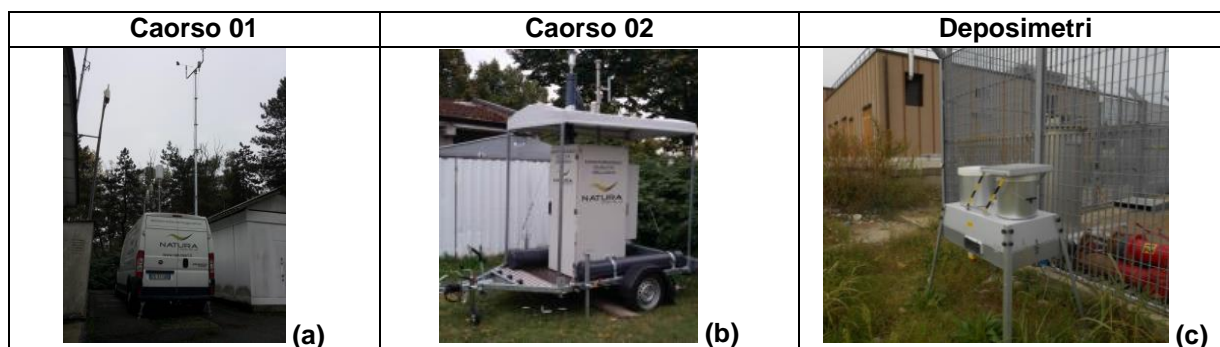 Caorso 01
Caorso 02
Deposimetri
NATURA
(a)
NATURA
(b)
(c)